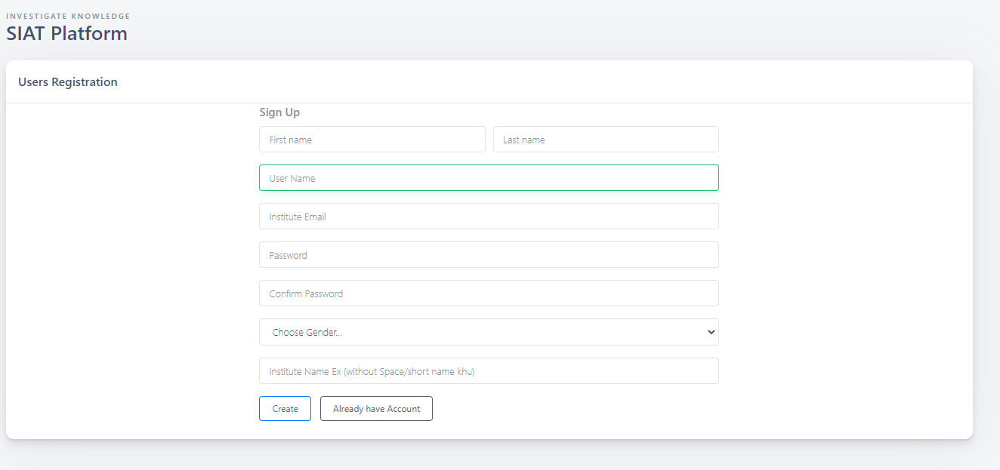 INVESTIGATE KNOWLEDGE
SIAT Platform
Users Registration
Sign Up
First name Last name
User Name
Institute Email
Password
Confirm Password
Choose Gender...
Institute Name Ex (without Space/short name khu)
Create Already have Account